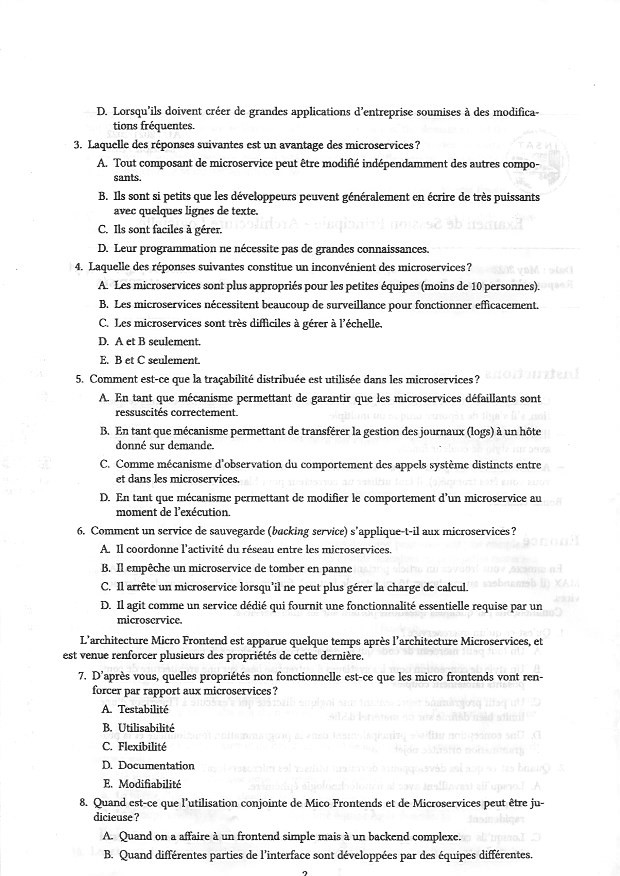 D. Lorsqu'ils doivent créer de grandes applications d'entreprise soumises à des modifica-
tions fréquentes.
3. Laquelle des réponses suivantes est un avantage des microservices?
A. Tout composant de microservice peut être modifié indépendamment des autres compo-
sants.
B. Ils sont si petits que les développeurs peuvent généralement en écrire de très puissants
avec quelques lignes de texte.
C. Ils sont faciles à gérer.
D. Leur programmation ne nécessite pas de grandes connaissances.
4. Laquelle des réponses suivantes constitue un inconvénient des microservices?
A. Les microservices sont plus appropriés pour les petites équipes (moins de 10 personnes).
B. Les microservices nécessitent beaucoup de surveillance pour fonctionner efficacement.
C. Les microservices sont très difficiles à gérer à l'échelle.
D. A et B seulement.
E. B et C seulement.
5. Comment est-ce que la traçabilité distribuée est utilisée dans les microservices?
A. En tant que mécanisme permettant de garantir que les microservices défaillants sont
ressuscités correctement.
B. En tant que mécanisme permettant de transférer la gestion des journaux (logs) à un hôte
donné sur demande.
C. Comme mécanisme d'observation du comportement des appels système distincts entre
et dans les microservices.
D. En tant que mécanisme permettant de modifier le comportement d'un microservice au
moment de l'exécution.
6. Comment un service de sauvegarde (backing service) s'applique-t-il aux microservices?
A. Il coordonne l'activité du réseau entre les microservices.
B. Il empêche un microservice de tomber en panne
C. Il arrête un microservice lorsqu'il ne peut plus gérer la charge de calcul.
D. Il agit comme un service dédié qui fournit une fonctionnalité essentielle requise par un
microservice.
L'architecture Micro Frontend est apparue quelque temps après l'architecture Microservices, et
est venue renforcer plusieurs des propriétés de cette dernière.
7. D'après vous, quelles propriétés non fonctionnelle est-ce que les micro frontends vont ren-
forcer par rapport aux microservices?
A. Testabilité
B. Utilisabilité
C. Flexibilité
D. Documentation
E. Modifiabilité
8. Quand est-ce que l'utilisation conjointe de Mico Frontends et de Microservices peut être ju-
dicieuse?
A. Quand on a affaire à un frontend simple mais à un backend complexe.
B. Quand différentes parties de l'interface sont développées par des équipes différentes.
2